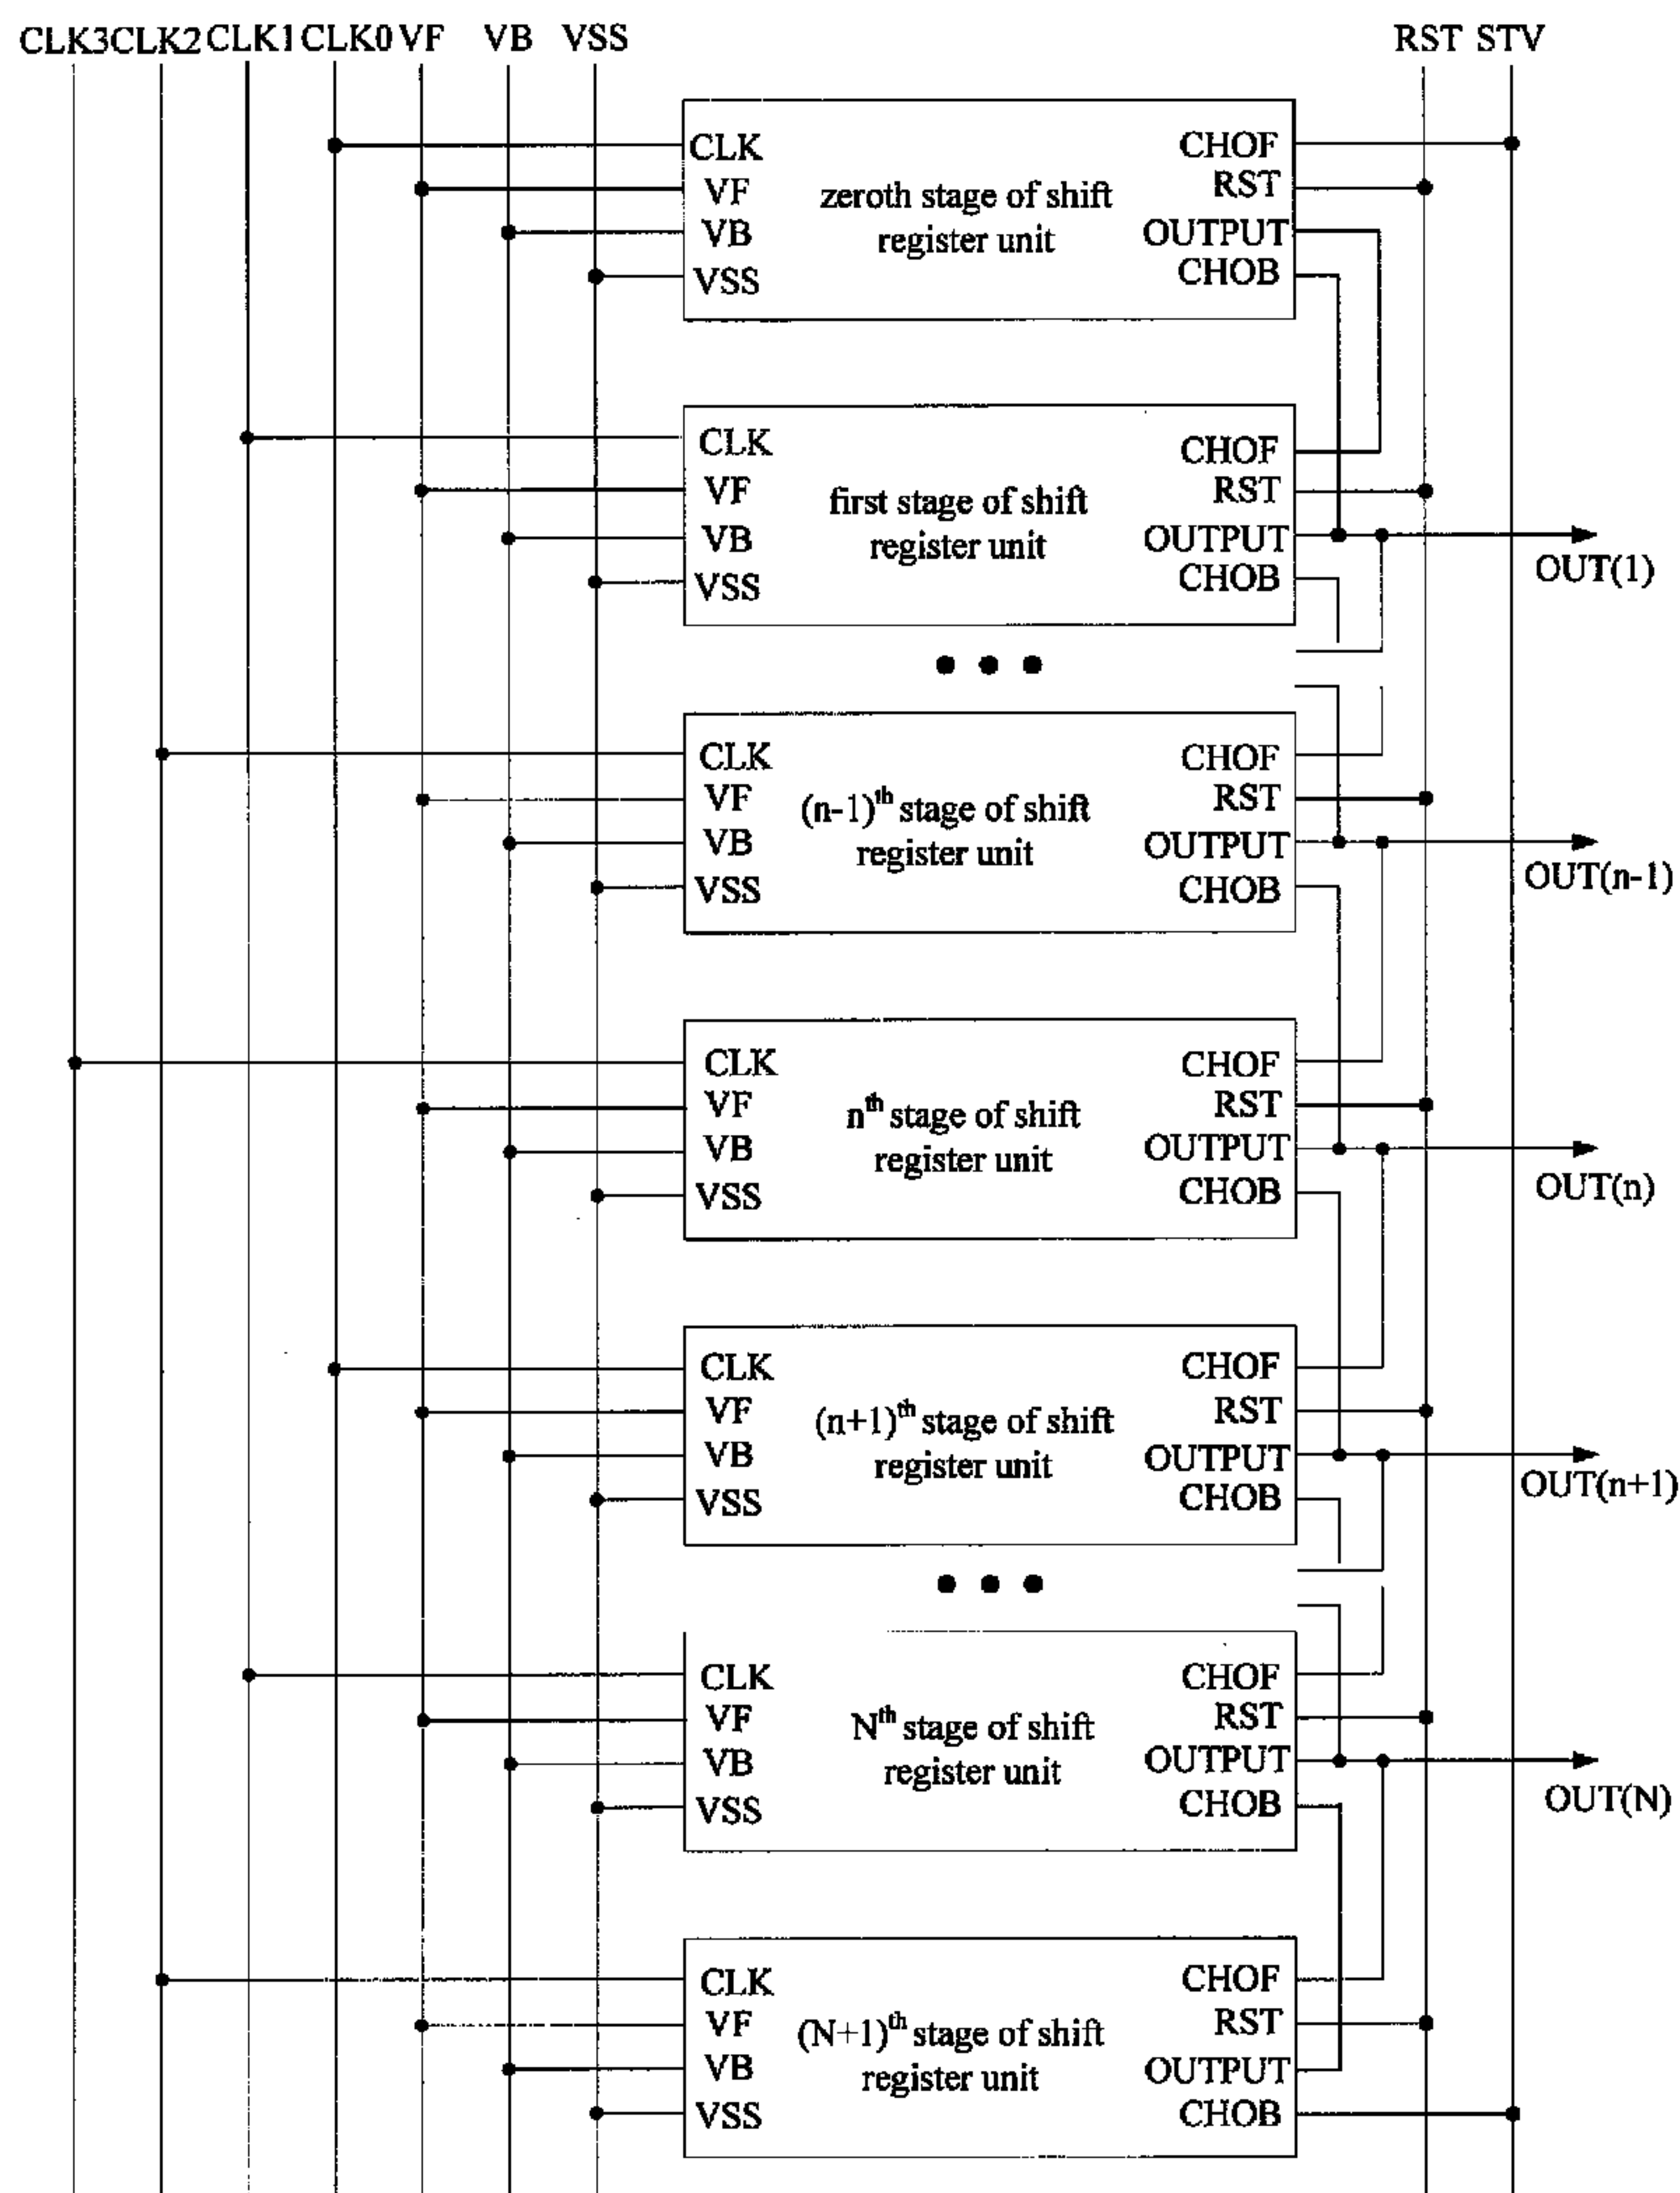 CLK3 CLK2 CLK1 CLK0 VF VB VSS RST STV
CLK
VF
VB
VSS
zeroth stage of shift
register unit
CHOF
RST
OUTPUT
CHOB
CLK
VF
VB
VSS
first stage of shift
register unit
CHOF
RST
OUTPUT
CHOB
OUT(1)
CLK
VF
VB
VSS
(n-1)th stage of shift
register unit
CHOF
RST
OUTPUT
CHOB
OUT(n-1)
CLK
VF
VB
VSS
nth stage of shift
register unit
CHOF
RST
OUTPUT
CHOB
OUT(n)
CLK
VF
VB
VSS
(n+1)th stage of shift
register unit
CHOF
RST
OUTPUT
CHOB
OUT(n+1)
CLK
VF
VB
VSS
Nth stage of shift
register unit
CHOF
RST
OUTPUT
CHOB
OUT(N)
CLK
VF
VB
VSS
(N+1)th stage of shift
register unit
CHOF
RST
OUTPUT
CHOB